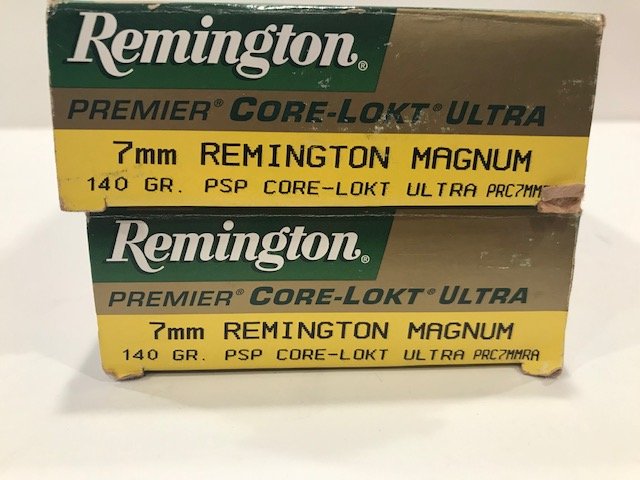 Remington®
PREMIER® CORE-LOKT® ULTRA
7mm REMINGTON MAGNUM
140 GR. PSP CORE-LOKT ULTRA
Remington®
PREMIER® CORE-LOKT® ULTRA
7mm REMINGTON MAGNUM
140 GR. PSP CORE-LOKT ULTRA PRC7MMRA